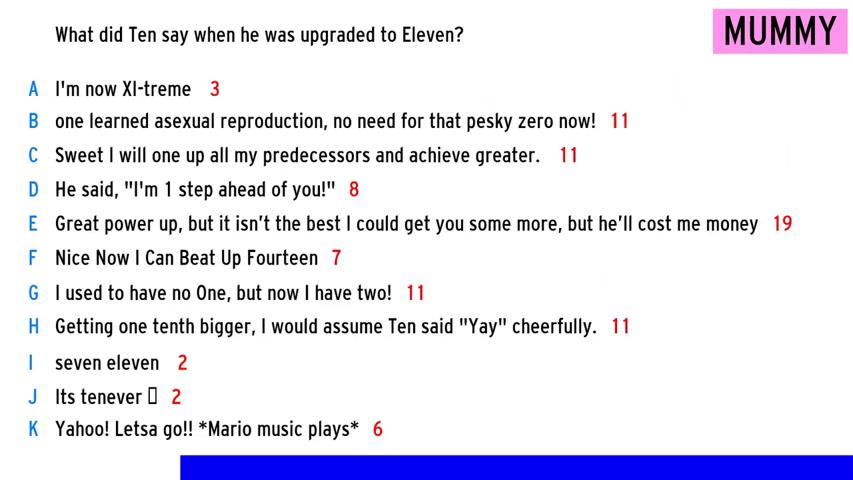 What did Ten say when he was upgraded to Eleven?
MUMMY
A I'm now XI-treme 3
B one learned asexual reproduction, no need for that pesky zero now! 11
C Sweet I will one up all my predecessors and achieve greater. 11
D He said, "I'm 1 step ahead of you!" 8
E Great power up, but it isn’t the best I could get you some more, but he’ll cost me money 19
F Nice Now I Can Beat Up Fourteen 7
G I used to have no One, but now I have two! 11
H Getting one tenth bigger, I would assume Ten said "Yay" cheerfully. 11
I seven eleven 2
J Its tenever 2
K Yahoo! Letsa go!! *Mario music plays* 6